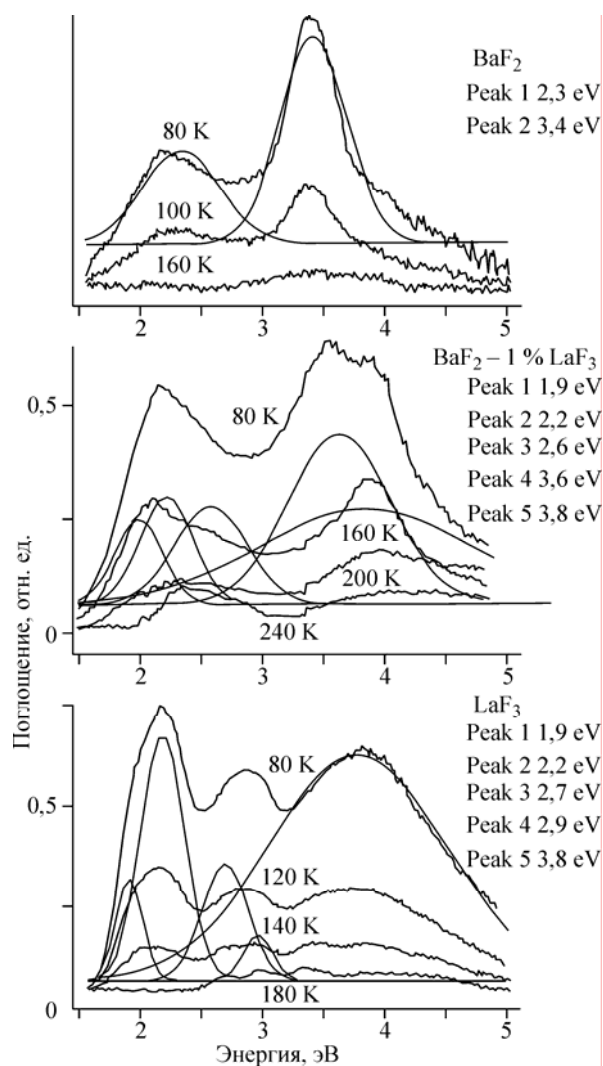 BaF₂
Peak 1 2,3 eV
Peak 2 3,4 eV
80 K
100 K
160 K
2 3 4 5
BaF₂ – 1 % LaF₃
Peak 1 1,9 eV
Peak 2 2,2 eV
Peak 3 2,6 eV
Peak 4 3,6 eV
Peak 5 3,8 eV
0,5
80 K
160 K
200 K
0
240 K
2 3 4 5
Поглощение, отн. ед.
LaF₃
Peak 1 1,9 eV
Peak 2 2,2 eV
Peak 3 2,7 eV
Peak 4 2,9 eV
Peak 5 3,8 eV
80 K
0,5
120 K
140 K
0
180 K
2 3 4 5
Энергия, эВ